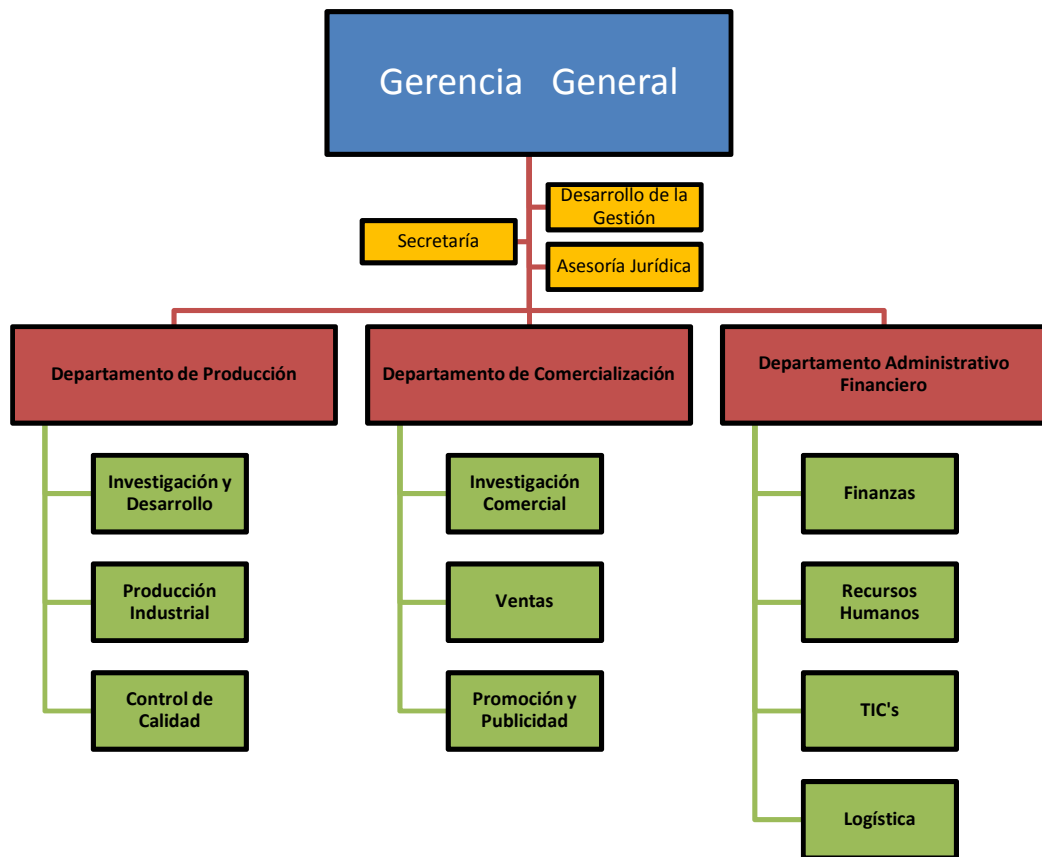 Gerencia General
Desarrollo de la
Gestión
Secretaría
Asesoría Jurídica
Departamento de Producción
Departamento de Comercialización
Departamento Administrativo
Financiero
Investigación y
Desarrollo
Producción
Industrial
Control de
Calidad
Investigación
Comercial
Ventas
Promoción y
Publicidad
Finanzas
Recursos
Humanos
TIC's
Logística